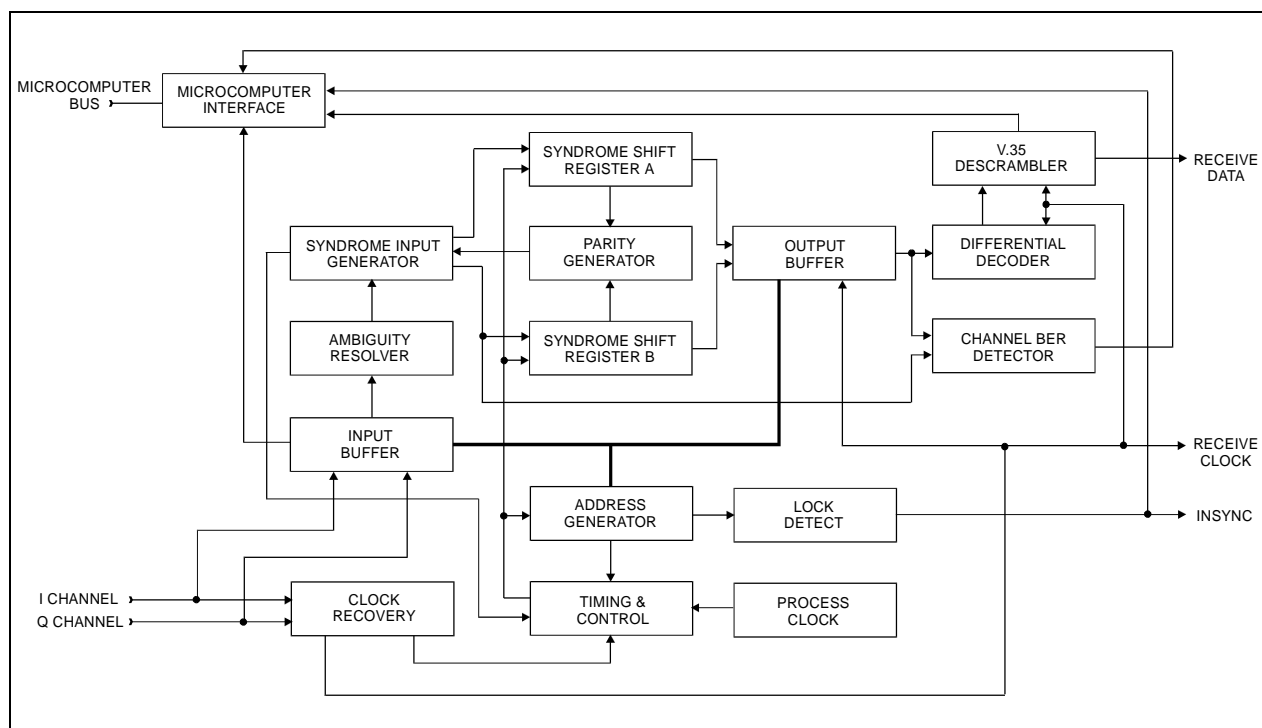 MICROCOMPUTER
BUS
MICROCOMPUTER
INTERFACE
SYNDROME SHIFT
REGISTER A
V.35
DESCRAMBLER
RECEIVE
DATA
SYNDROME INPUT
GENERATOR
PARITY
GENERATOR
OUTPUT
BUFFER
DIFFERENTIAL
DECODER
AMBIGUITY
RESOLVER
SYNDROME SHIFT
REGISTER B
CHANNEL BER
DETECTOR
INPUT
BUFFER
RECEIVE
CLOCK
ADDRESS
GENERATOR
LOCK
DETECT
INSYNC
I CHANNEL
Q CHANNEL
CLOCK
RECOVERY
TIMING &
CONTROL
PROCESS
CLOCK